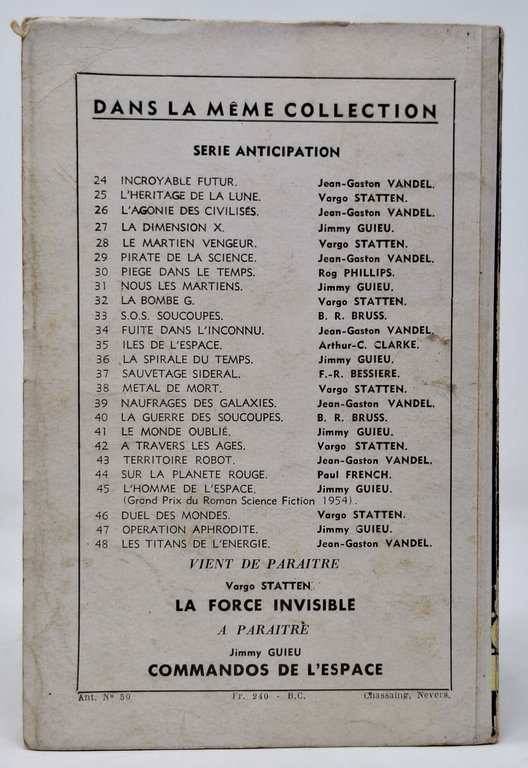 DANS LA MÊME COLLECTION
SERIE ANTICIPATION
24 INCROYABLE FUTUR. Jean-Gaston VANDEL.
25 L'HERITAGE DE LA LUNE. Vargo STATTEN.
26 L'AGONIE DES CIVILISÉS. Jean-Gaston VANDEL.
27 LA DIMENSION X. Jimmy GUIEU.
28 LE MARTIEN VENGEUR. Vargo STATTEN.
29 PIRATE DE LA SCIENCE. Jean-Gaston VANDEL.
30 PIEGE DANS LE TEMPS. Rog PHILLIPS.
31 NOUS LES MARTIENS. Jimmy GUIEU.
32 LA BOMBE G. Vargo STATTEN.
33 S.O.S. SOUCOUPES. B. R. BRUSS.
34 FUITE DANS L'INCONNU. Jean-Gaston VANDEL.
35 ILES DE L'ESPACE. Arthur-C. CLARKE.
36 LA SPIRALE DU TEMPS. Jimmy GUIEU.
37 SAUVETAGE SIDERAL. F.-R. BESSIERE.
38 METAL DE MORT. Vargo STATTEN.
39 NAUFRAGES DES GALAXIES. Jean-Gaston VANDEL.
40 LA GUERRE DES SOUCOUPES. B. R. BRUSS.
41 LE MONDE OUBLIÉ. Jimmy GUIEU.
42 A TRAVERS LES AGES. Vargo STATTEN.
43 TERRITOIRE ROBOT. Jean-Gaston VANDEL.
44 SUR LA PLANETE ROUGE. Paul FRENCH.
45 L'HOMME DE L'ESPACE. Jimmy GUIEU.
(Grand Prix du Roman Science Fiction 1954).
46 DUEL DES MONDES. Vargo STATTEN.
47 OPERATION APHRODITE. Jimmy GUIEU.
48 LES TITANS DE L'ENERGIE. Jean-Gaston VANDEL.
VIENT DE PARAITRE
Vargo STATTEN
LA FORCE INVISIBLE
A PARAITRE
Jimmy GUIEU
COMMANDOS DE L'ESPACE
Ant. N° 50 Fr. 240 - B.C. Chassaing, Nevers.